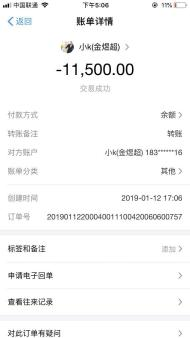 中国联通 下午5:06 11%
返回 账单详情
小k(金煜超)
-11,500.00
交易成功
付款方式 余额
转账备注 转账
对方账户 小k(金煜超) 183******16
账单分类 其他
创建时间 2019-01-12 17:06
订单号 20190112200040011100420060600757
标签和备注 添加
申请电子回单
查看往来记录
对此订单有疑问